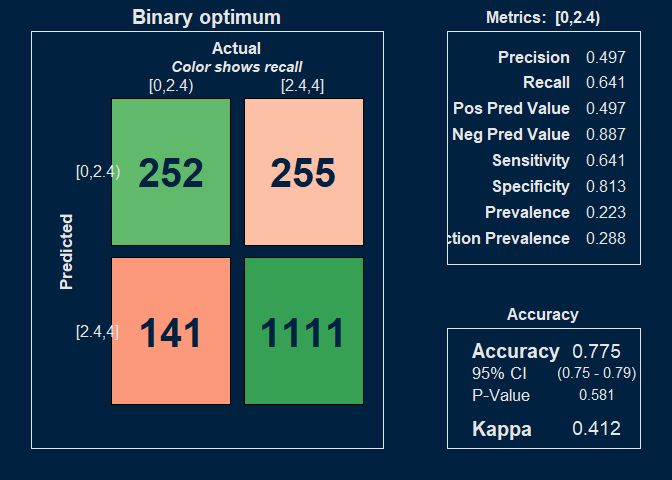 Binary optimum
Actual
Color shows recall
[0,2.4)
[2.4,4]
Predicted
[0,2.4)
252
255
[2.4,4]
141
1111
Metrics: [0,2.4)
Precision 0.497
Recall 0.641
Pos Pred Value 0.497
Neg Pred Value 0.887
Sensitivity 0.641
Specificity 0.813
Prevalence 0.223
ction Prevalence 0.288
Accuracy
Accuracy 0.775
95% CI (0.75 - 0.79)
P-Value 0.581
Kappa 0.412